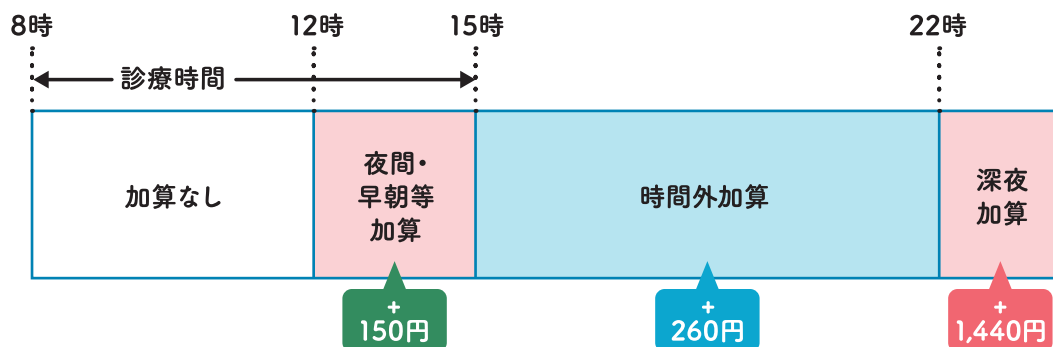 8時
12時
15時
22時
診療時間
加算なし
夜間・
早朝等
加算
時間外加算
深夜
加算
+
150円
+
260円
+
1,440円